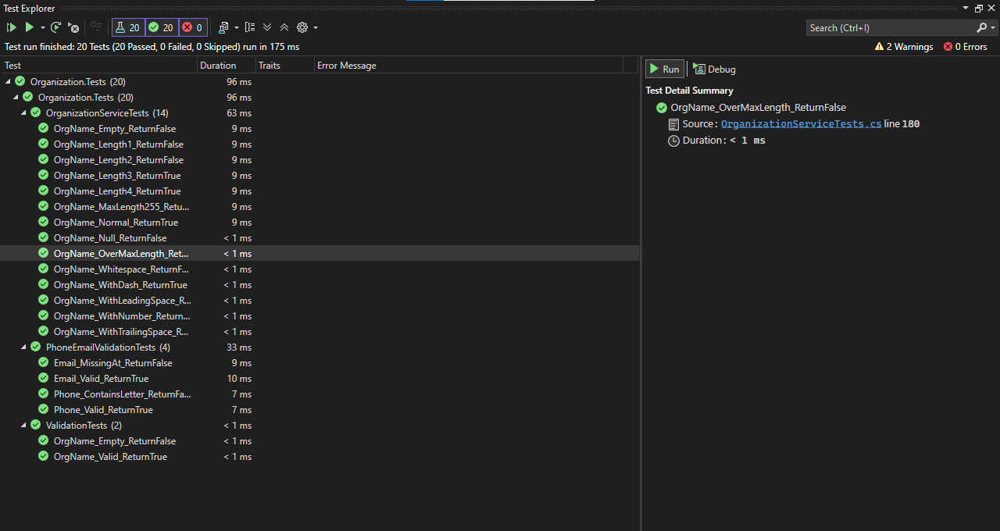 Test Explorer
20 20 0
Search (Ctrl+I)
Test run finished: 20 Tests (20 Passed, 0 Failed, 0 Skipped) run in 175 ms
2 Warnings 0 Errors
Test Duration Traits Error Message
Organization.Tests (20) 96 ms
Organization.Tests (20) 96 ms
OrganizationServiceTests (14) 63 ms
OrgName_Empty_ReturnFalse 9 ms
OrgName_Length1_ReturnFalse 9 ms
OrgName_Length2_ReturnFalse 9 ms
OrgName_Length3_ReturnTrue 9 ms
OrgName_Length4_ReturnTrue 9 ms
OrgName_MaxLength255_Retu... 9 ms
OrgName_Normal_ReturnTrue 9 ms
OrgName_Null_ReturnFalse < 1 ms
OrgName_OverMaxLength_Ret... < 1 ms
OrgName_Whitespace_ReturnF... < 1 ms
OrgName_WithDash_ReturnTrue < 1 ms
OrgName_WithLeadingSpace_R... < 1 ms
OrgName_WithNumber_Return... < 1 ms
OrgName_WithTrailingSpace_R... < 1 ms
PhoneEmailValidationTests (4) 33 ms
Email_MissingAt_ReturnFalse 9 ms
Email_Valid_ReturnTrue 10 ms
Phone_ContainsLetter_ReturnFa... 7 ms
Phone_Valid_ReturnTrue 7 ms
ValidationTests (2) < 1 ms
OrgName_Empty_ReturnFalse < 1 ms
OrgName_Valid_ReturnTrue < 1 ms
Run Debug
Test Detail Summary
OrgName_OverMaxLength_ReturnFalse
Source: OrganizationServiceTests.cs line 180
Duration: < 1 ms